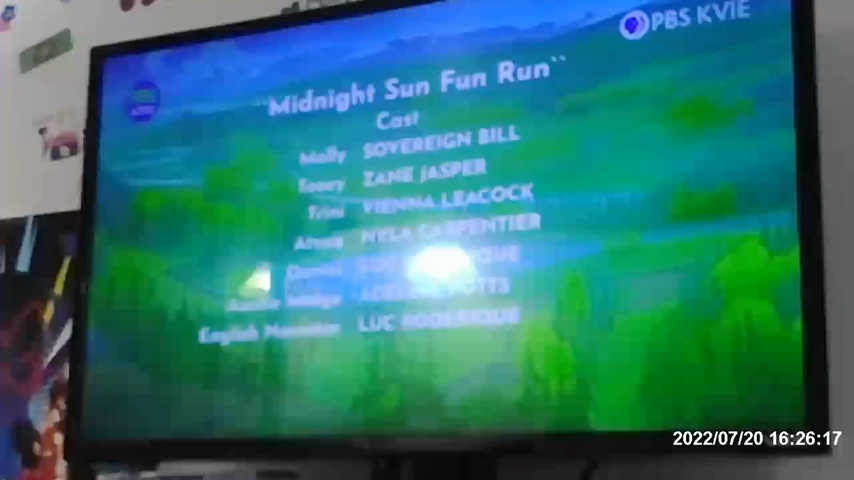 PBS KVIE
"Midnight Sun Fun Run"
Cast
Molly SOVEREIGN BILL
Tooey ZANE JASPER
Trini VIENNA LEACOCK
NYLA CARPENTIER
English LUC RODERIQUE
2022/07/20 16:26:17